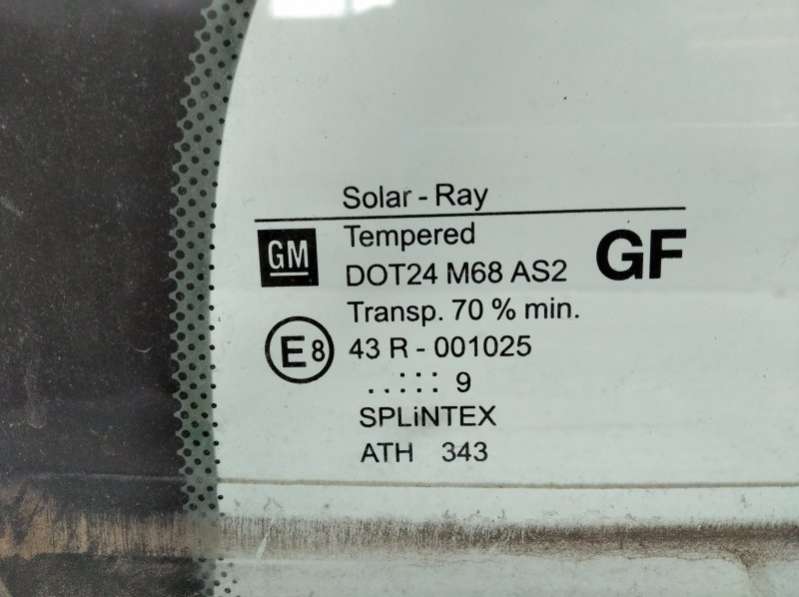 Solar - Ray
GM
Tempered
DOT24 M68 AS2
GF
Transp. 70 % min.
E8
43 R - 001025
..:::: 9
SPLiNTEX
ATH 343